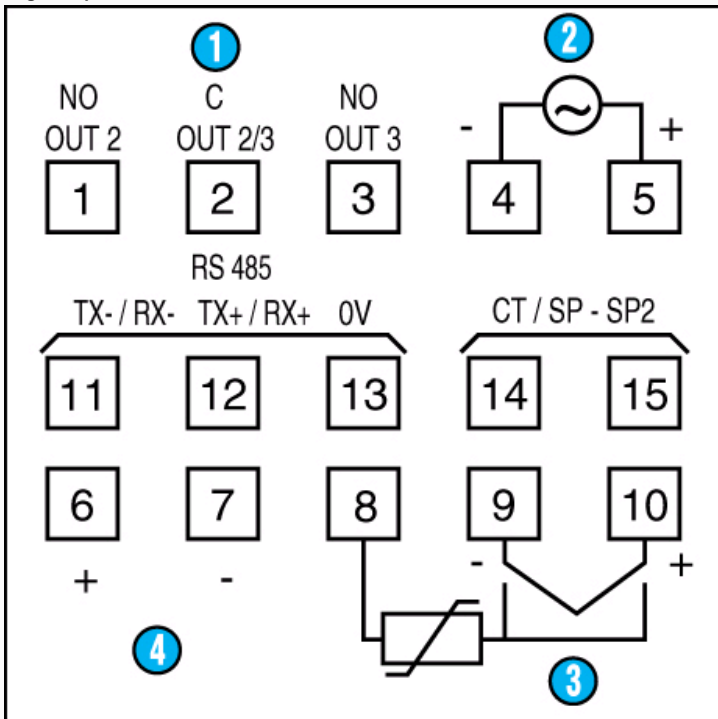 1 2
NO C NO
OUT 2 OUT 2/3 OUT 3 - ~ +
1 2 3 4 5
RS 485
TX- / RX- TX+ / RX+ 0V CT / SP - SP2
11 12 13 14 15
6 7 8 9 10
+ - - +
4 3